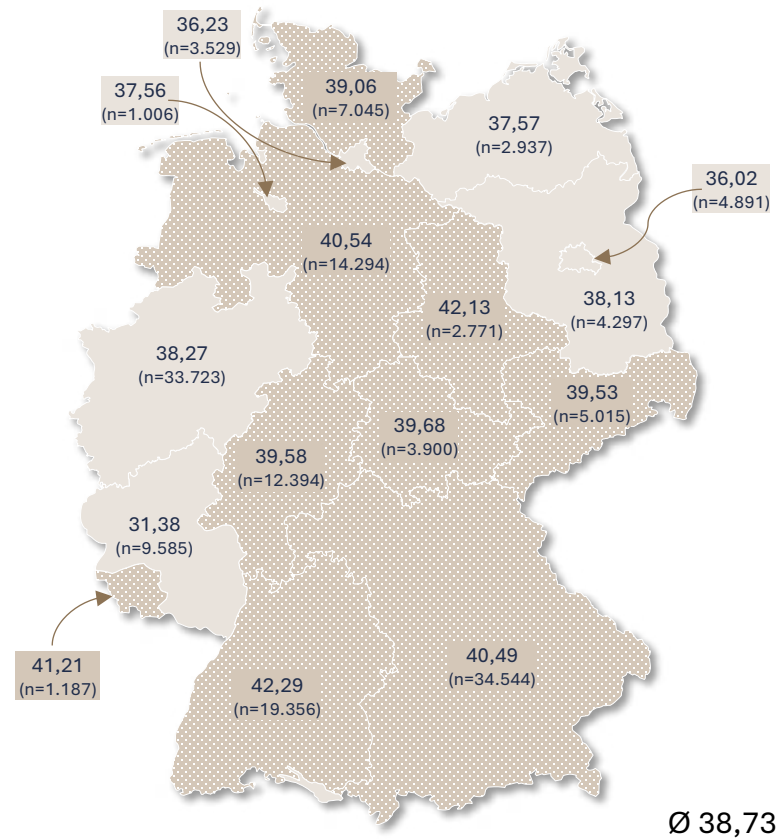 36,23
(n=3.529)
37,56
(n=1.006)
39,06
(n=7.045)
37,57
(n=2.937)
36,02
(n=4.891)
40,54
(n=14.294)
42,13
(n=2.771)
38,13
(n=4.297)
38,27
(n=33.723)
39,53
(n=5.015)
39,68
(n=3.900)
39,58
(n=12.394)
31,38
(n=9.585)
41,21
(n=1.187)
42,29
(n=19.356)
40,49
(n=34.544)
Ø 38,73